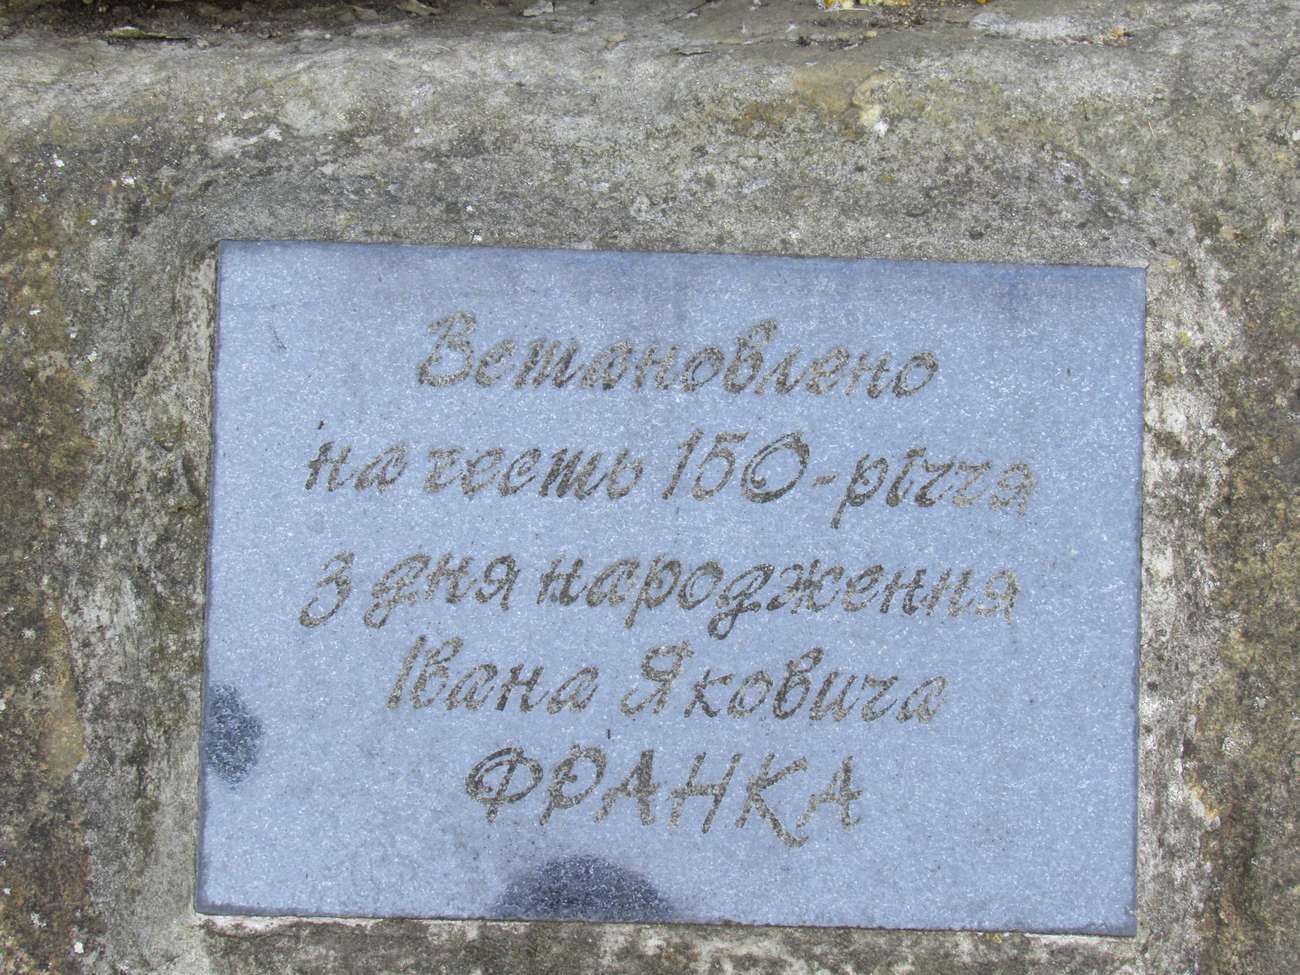 Встановлено
на честь 150-річчя
з дня народження
Івана Яковича
ФРАНКА